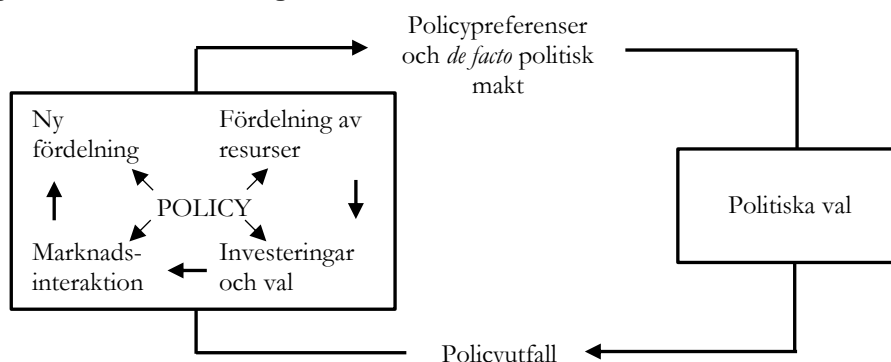 Policypreferenser
och de facto politisk
makt
Ny
fördelning
Fördelning av
resurser
POLICY
Marknads-
interaktion
Investeringar
och val
Politiska val
Policyutfall